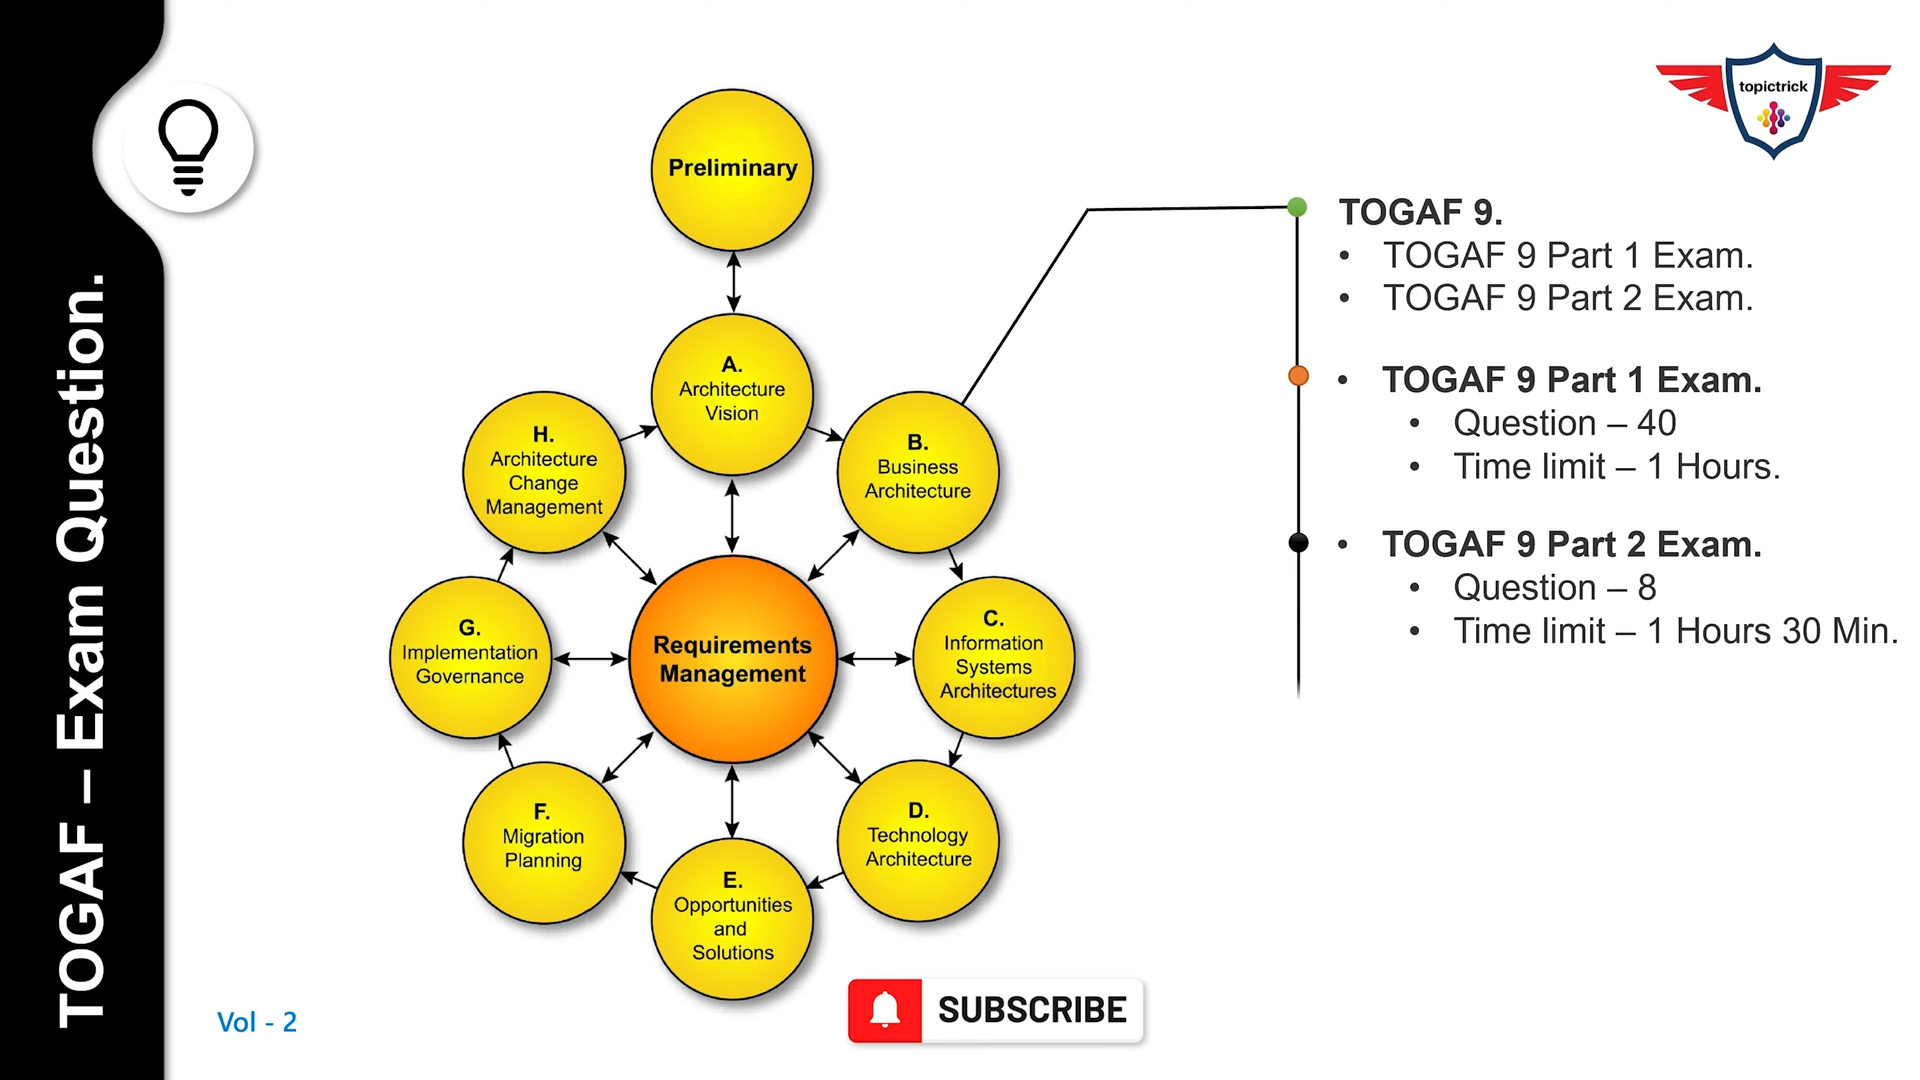 TOGAF – Exam Question.
topictrick
Preliminary
A.
Architecture
Vision
B.
Business
Architecture
C.
Information
Systems
Architectures
D.
Technology
Architecture
E.
Opportunities
and
Solutions
F.
Migration
Planning
G.
Implementation
Governance
H.
Architecture
Change
Management
Requirements
Management
TOGAF 9.
• TOGAF 9 Part 1 Exam.
• TOGAF 9 Part 2 Exam.
• TOGAF 9 Part 1 Exam.
• Question – 40
• Time limit – 1 Hours.
• TOGAF 9 Part 2 Exam.
• Question – 8
• Time limit – 1 Hours 30 Min.
Vol - 2
SUBSCRIBE